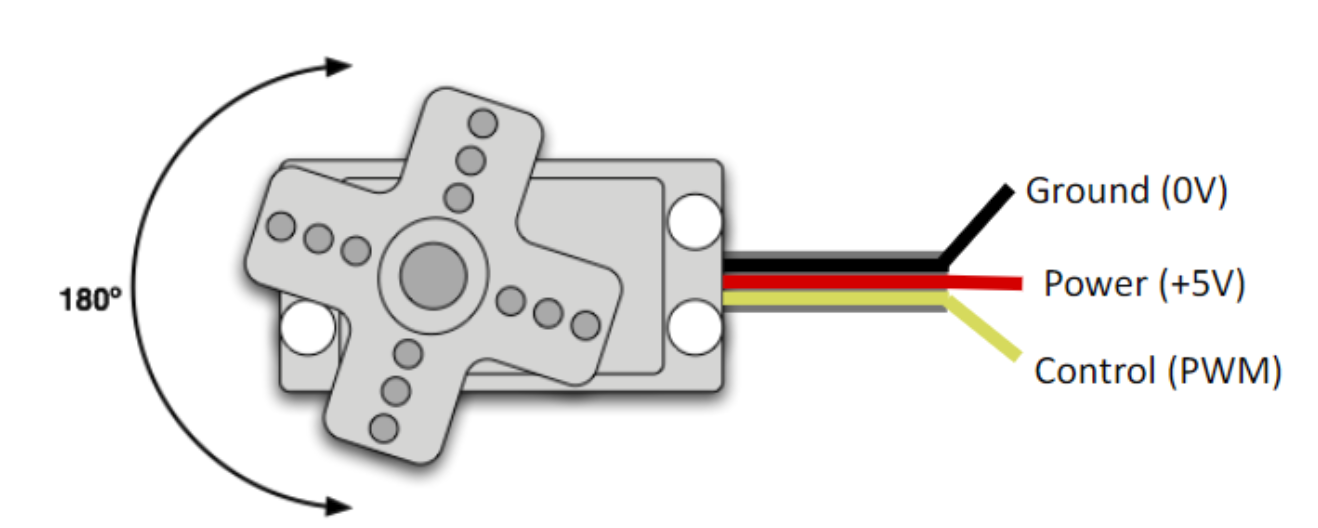 Ground (0V)
180º
Power (+5V)
Control (PWM)